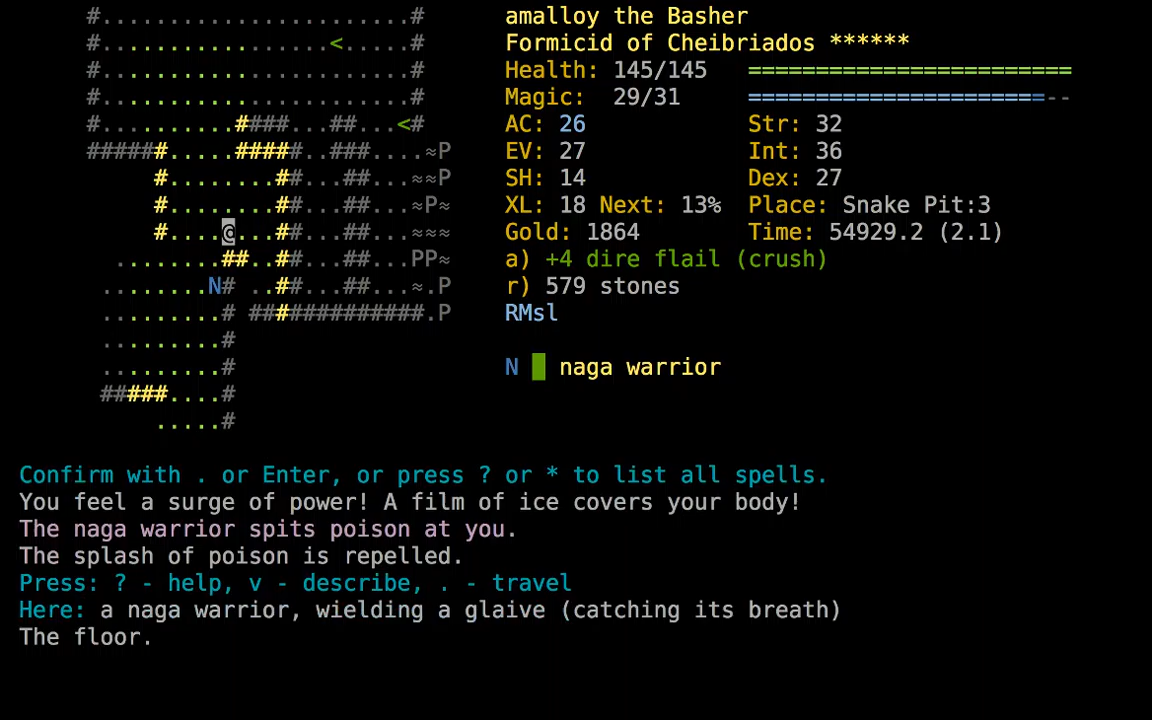 #.......................# amalloy the Basher
#.................<.....# Formicid of Cheibriados ******
#.......................# Health: 145/145 ========================
#.......................# Magic: 29/31 ======================--
#..........####...##...<# AC: 26 Str: 32
######.....#####..###....≈P EV: 27 Int: 36
#........##...##...≈≈P SH: 14 Dex: 27
#........##...##...≈P≈ XL: 18 Next: 13% Place: Snake Pit:3
#....@...##...##...≈≈≈ Gold: 1864 Time: 54929.2 (2.1)
........##..##...##...PP≈ a) +4 dire flail (crush)
........N# ..##...##...≈.P r) 579 stones
.........# #############.P RMsl
.........#
.........# N naga warrior
#####....#
.....#
Confirm with . or Enter, or press ? or * to list all spells.
You feel a surge of power! A film of ice covers your body!
The naga warrior spits poison at you.
The splash of poison is repelled.
Press: ? - help, v - describe, . - travel
Here: a naga warrior, wielding a glaive (catching its breath)
The floor.